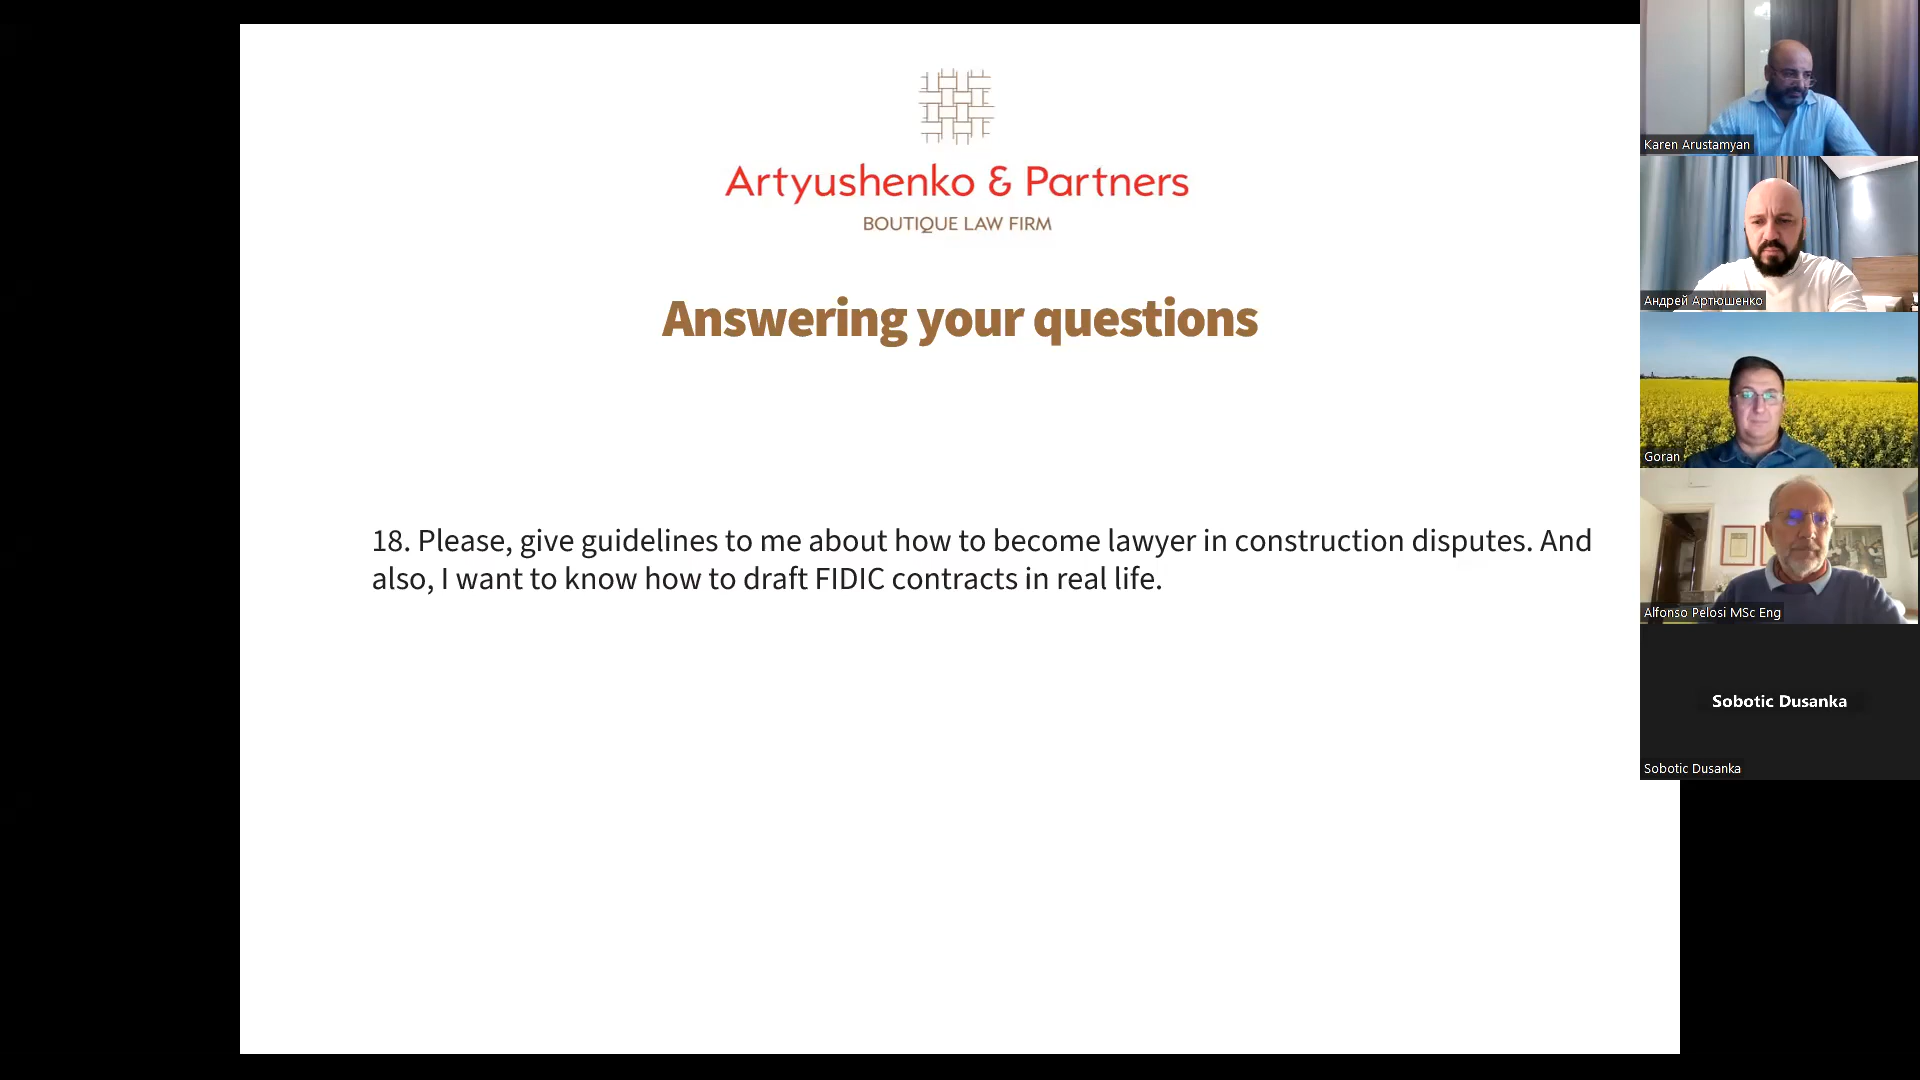 Artyushenko & Partners
BOUTIQUE LAW FIRM
Answering your questions
18. Please, give guidelines to me about how to become lawyer in construction disputes. And
also, I want to know how to draft FIDIC contracts in real life.
Karen Arustamyan
Андрей Артюшенко
Goran
Alfonso Pelosi MSc Eng
Sobotic Dusanka
Sobotic Dusanka